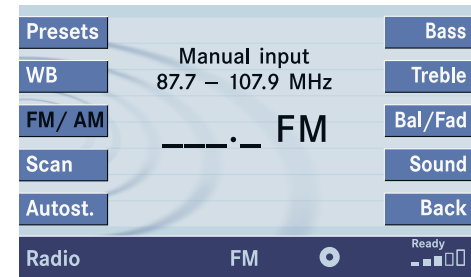 Presets
Bass
Manual input
WB
87.7 – 107.9 MHz
Treble
FM/ AM
___._ FM
Bal/Fad
Scan
Sound
Autost.
Back
Radio
FM
Ready